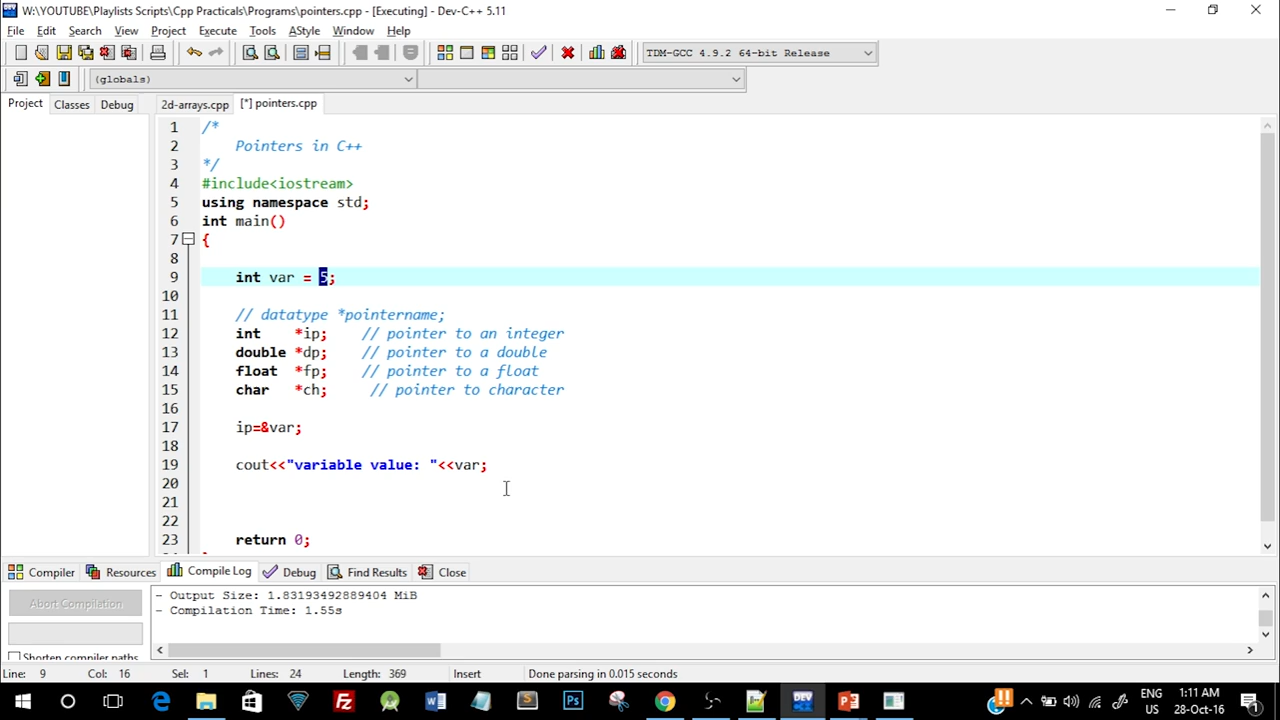 W:\YOUTUBE\Playlists Scripts\Cpp Practicals\Programs\pointers.cpp - [Executing] - Dev-C++ 5.11
File Edit Search View Project Execute Tools AStyle Window Help
TDM-GCC 4.9.2 64-bit Release
(globals)
Project Classes Debug 2d-arrays.cpp [*] pointers.cpp
1 /*
2 Pointers in C++
3 */
4 #include<iostream>
5 using namespace std;
6 int main()
7 {
8
9 int var = 5;
10
11 // datatype *pointername;
12 int *ip; // pointer to an integer
13 double *dp; // pointer to a double
14 float *fp; // pointer to a float
15 char *ch; // pointer to character
16
17 ip=&var;
18
19 cout<<"variable value: "<<var;
20
21
22
23 return 0;
Compiler Resources Compile Log Debug Find Results Close
Abort Compilation
- Output Size: 1.83193492889404 MiB
- Compilation Time: 1.55s
Shorten compiler paths
Line: 9 Col: 16 Sel: 1 Lines: 24 Length: 369 Insert Done parsing in 0.015 seconds
ENG 1:11 AM
US 28-Oct-16